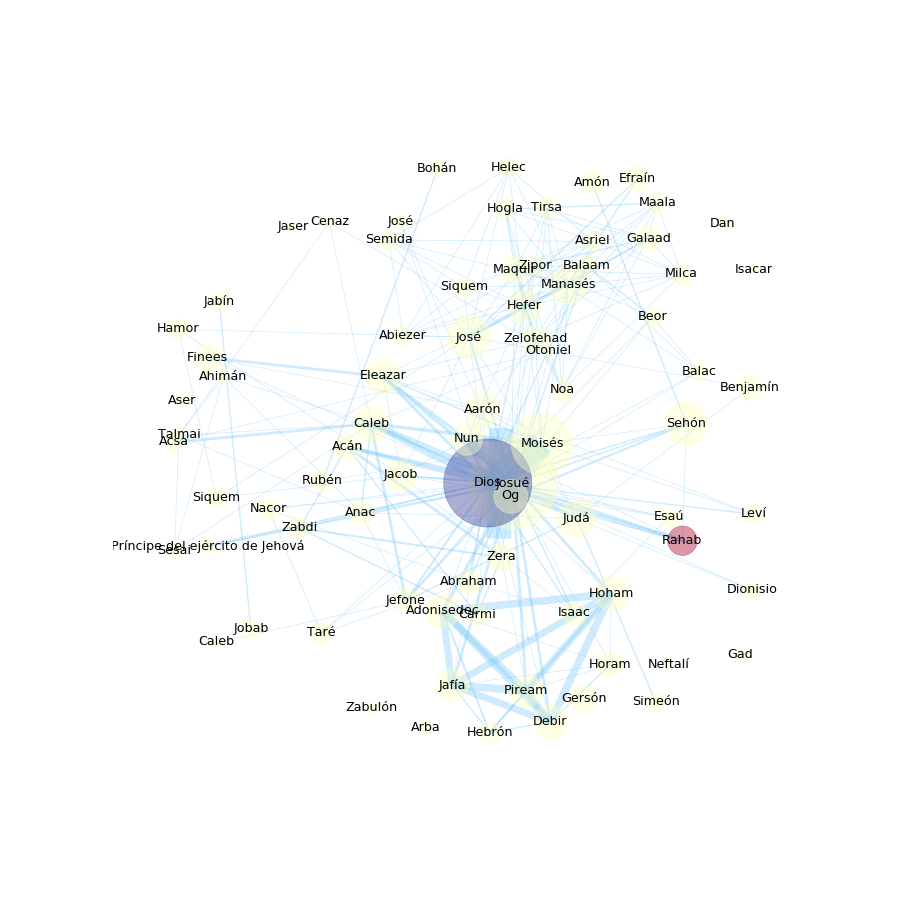 Bohán
Helec
Amón
Efraín
Maala
Hogla
Tirsa
Jaser
Cenaz
José
Dan
Semida
Asriel
Galaad
Maquir
Zipor
Balaam
Milca
Isacar
Siquem
Manasés
Jabín
Hefer
Beor
Hamor
Abiezer
José
Zelofehad
Otoniel
Finees
Ahimán
Eleazar
Balac
Benjamín
Noa
Aser
Aarón
Caleb
Sehón
Talmai
Acsa
Acán
Nun
Moisés
Rubén
Jacob
Dios
Josué
Og
Siquem
Nacor
Anac
Judá
Esaú
Leví
Zabdi
Rahab
Príncipe del ejército de Jehová
Sesai
Zera
Abraham
Dionisio
Jefone
Hoham
Adonisedec
Carmi
Isaac
Jobab
Caleb
Taré
Horam
Neftalí
Gad
Jafía
Piream
Gersón
Simeón
Zabulón
Arba
Hebrón
Debir